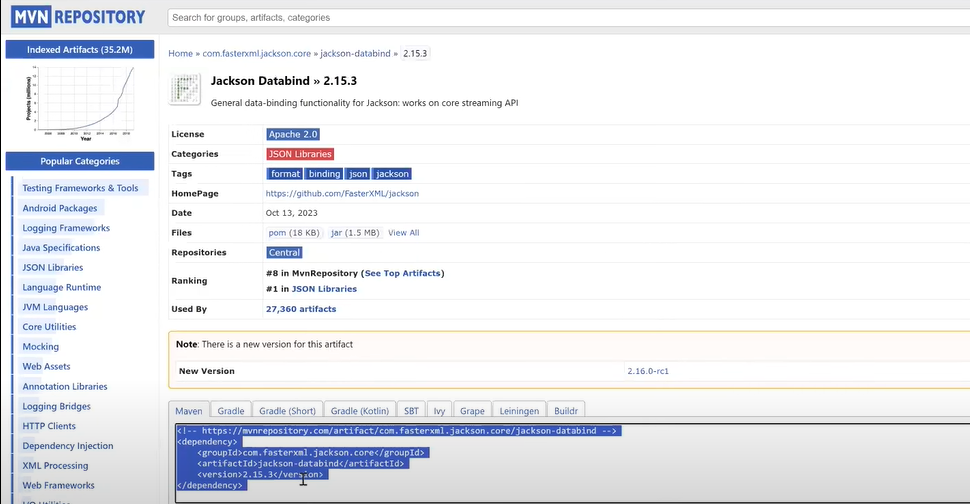 MVN REPOSITORY
Search for groups, artifacts, categories
Indexed Artifacts (35.2M)
Projects (millions)
Year
Popular Categories
Testing Frameworks & Tools
Android Packages
Logging Frameworks
Java Specifications
JSON Libraries
Language Runtime
JVM Languages
Core Utilities
Mocking
Web Assets
Annotation Libraries
Logging Bridges
HTTP Clients
Dependency Injection
XML Processing
Web Frameworks
I/O Utilities
Home » com.fasterxml.jackson.core » jackson-databind » 2.15.3
Jackson Databind » 2.15.3
General data-binding functionality for Jackson: works on core streaming API
License Apache 2.0
Categories JSON Libraries
Tags format binding json jackson
HomePage https://github.com/FasterXML/jackson
Date Oct 13, 2023
Files pom (18 KB) jar (1.5 MB) View All
Repositories Central
Ranking #8 in MvnRepository (See Top Artifacts)
#1 in JSON Libraries
Used By 27,360 artifacts
Note: There is a new version for this artifact
New Version 2.16.0-rc1
Maven Gradle Gradle (Short) Gradle (Kotlin) SBT Ivy Grape Leiningen Buildr
<!-- https://mvnrepository.com/artifact/com.fasterxml.jackson.core/jackson-databind -->
<dependency>
<groupId>com.fasterxml.jackson.core</groupId>
<artifactId>jackson-databind</artifactId>
<version>2.15.3</version>
</dependency>